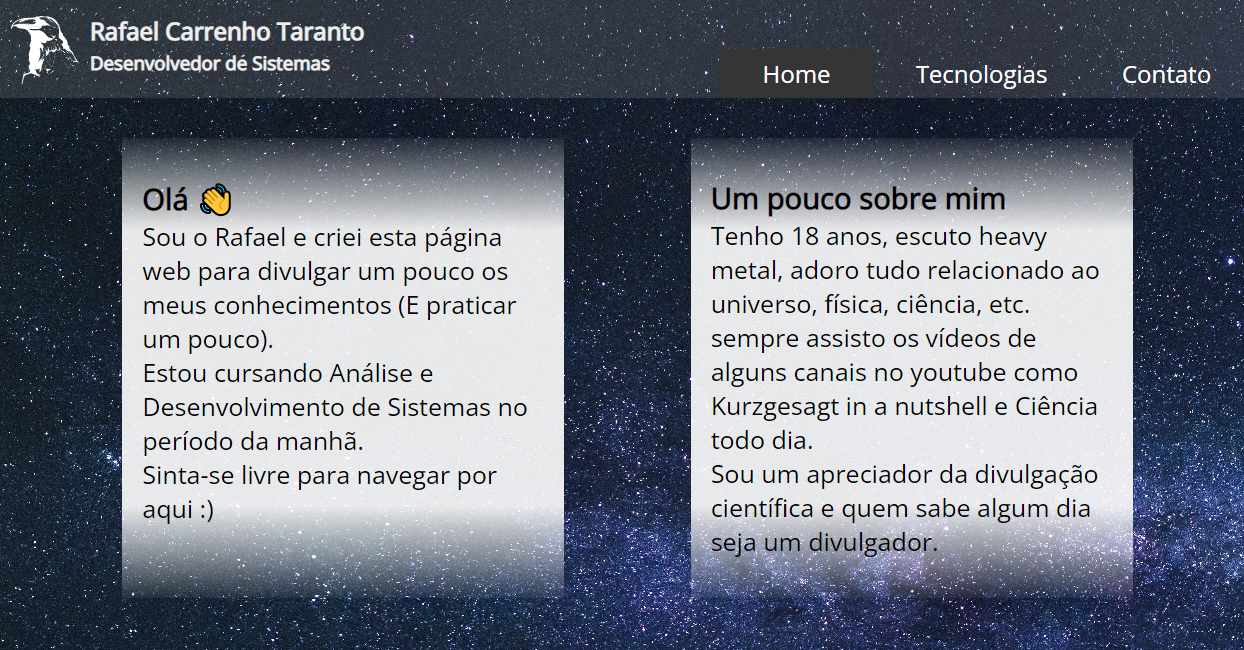 Rafael Carrenho Taranto
Desenvolvedor de Sistemas
Home Tecnologias Contato
Olá 👋
Sou o Rafael e criei esta página
web para divulgar um pouco os
meus conhecimentos (E praticar
um pouco).
Estou cursando Análise e
Desenvolvimento de Sistemas no
período da manhã.
Sinta-se livre para navegar por
aqui :)
Um pouco sobre mim
Tenho 18 anos, escuto heavy
metal, adoro tudo relacionado ao
universo, física, ciência, etc.
sempre assisto os vídeos de
alguns canais no youtube como
Kurzgesagt in a nutshell e Ciência
todo dia.
Sou um apreciador da divulgação
científica e quem sabe algum dia
seja um divulgador.